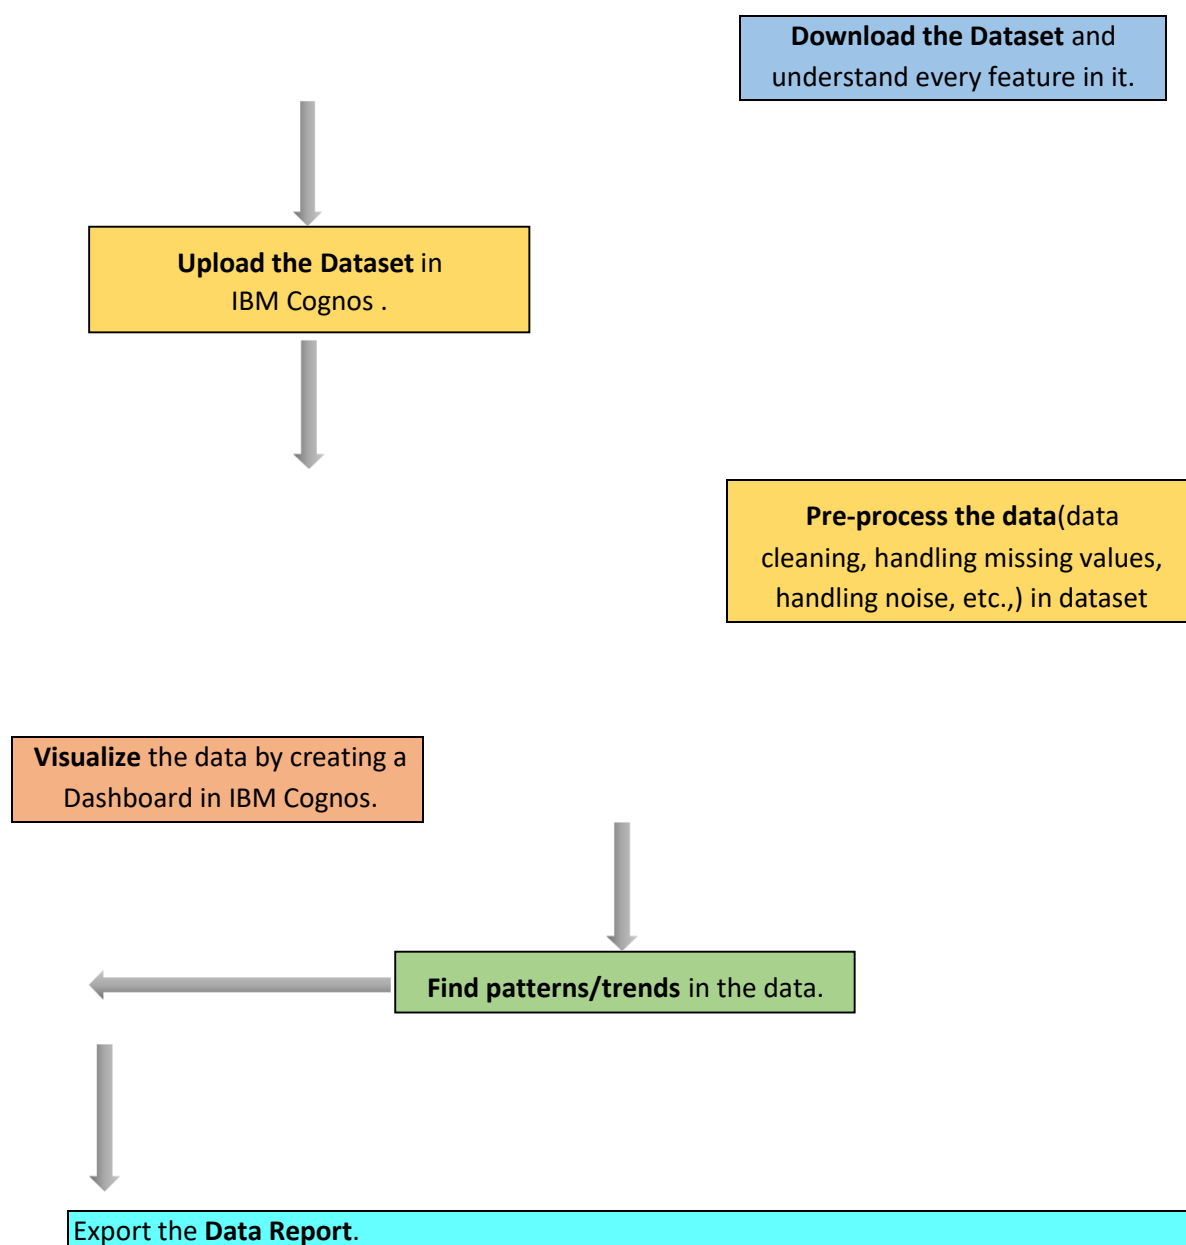 Download the Dataset and
understand every feature in it.
Upload the Dataset in
IBM Cognos .
Pre-process the data(data
cleaning, handling missing values,
handling noise, etc.,) in dataset
Visualize the data by creating a
Dashboard in IBM Cognos.
Find patterns/trends in the data.
Export the Data Report.